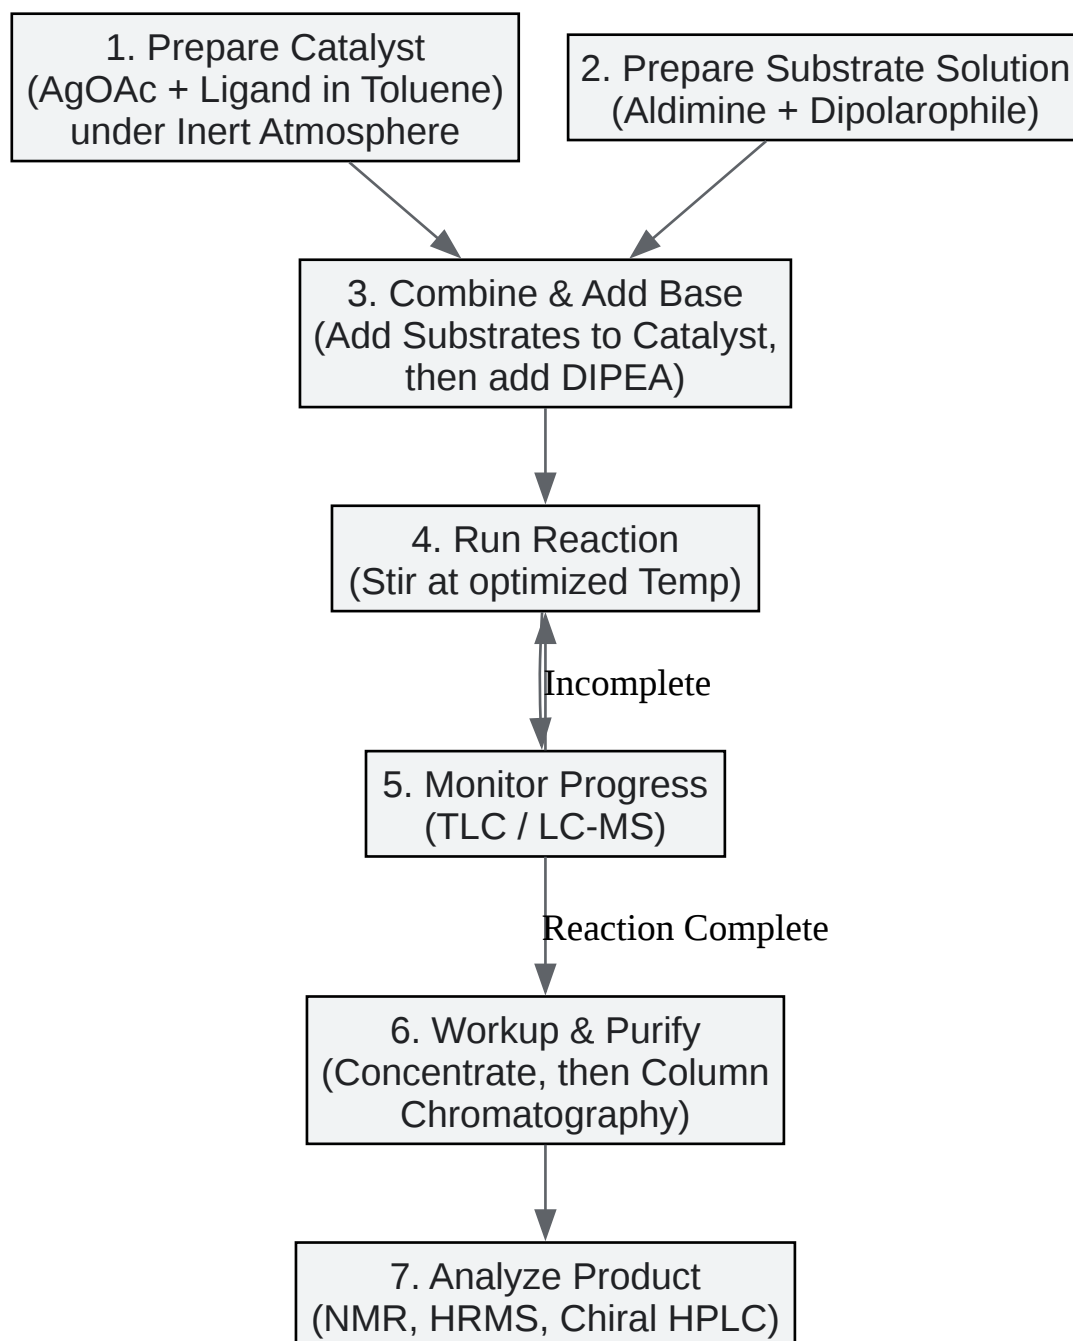 1. Prepare Catalyst
(AgOAc + Ligand in Toluene)
under Inert Atmosphere
2. Prepare Substrate Solution
(Aldimine + Dipolarophile)
3. Combine & Add Base
(Add Substrates to Catalyst,
then add DIPEA)
4. Run Reaction
(Stir at optimized Temp)
Incomplete
5. Monitor Progress
(TLC / LC-MS)
Reaction Complete
6. Workup & Purify
(Concentrate, then Column
Chromatography)
7. Analyze Product
(NMR, HRMS, Chiral HPLC)